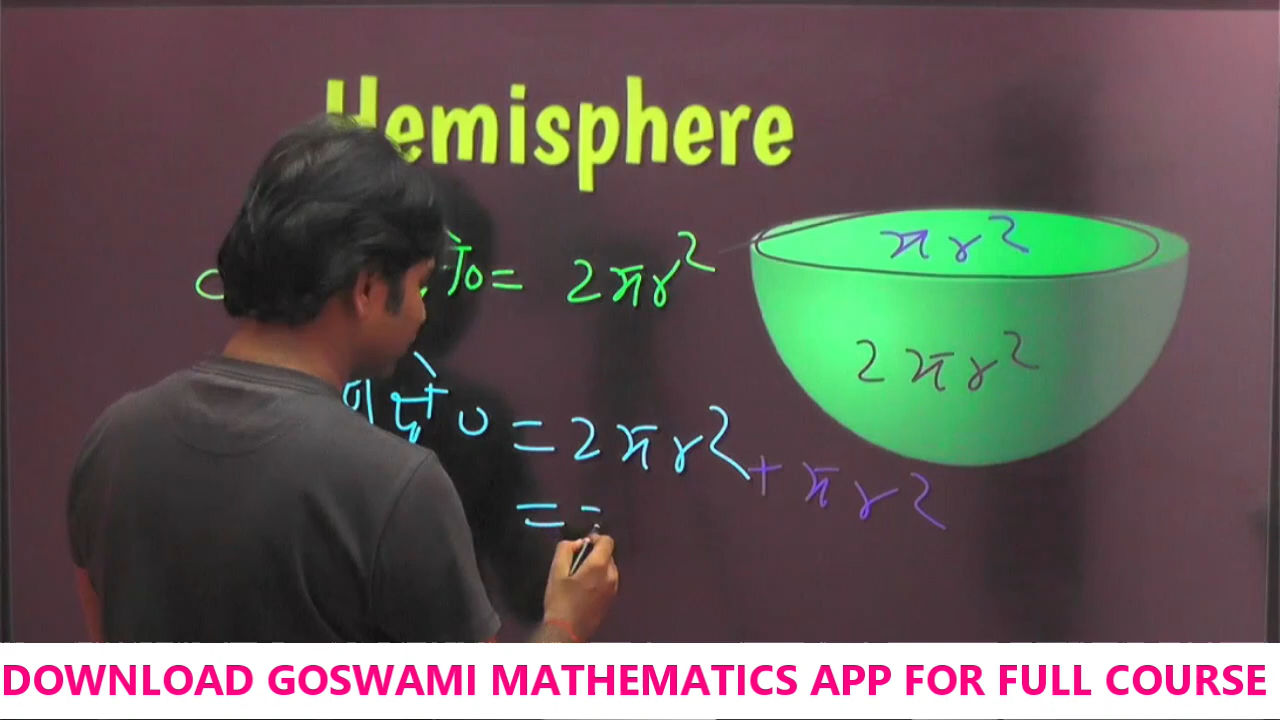 Hemisphere
= 2πr²
πr²
2πr²
= 2πr² + πr²
=
DOWNLOAD GOSWAMI MATHEMATICS APP FOR FULL COURSE